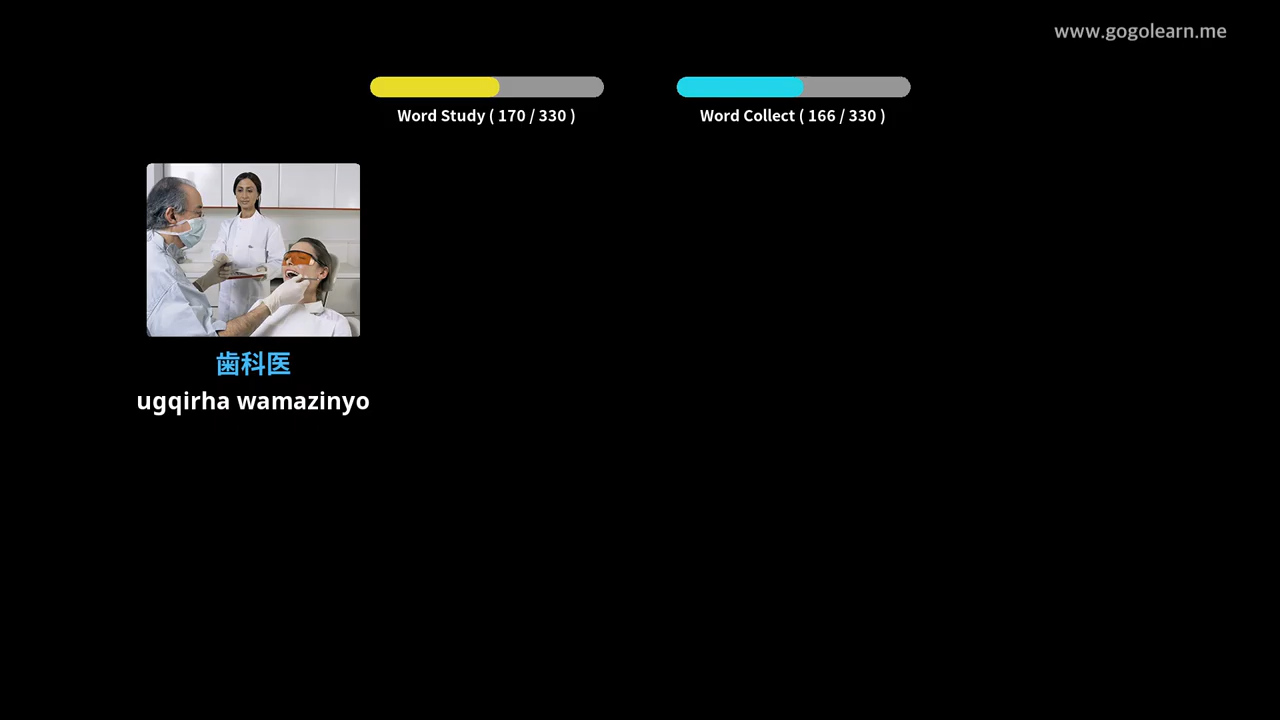 www.gogolearn.me
Word Study ( 170 / 330 )
Word Collect ( 166 / 330 )
歯科医
ugqirha wamazinyo